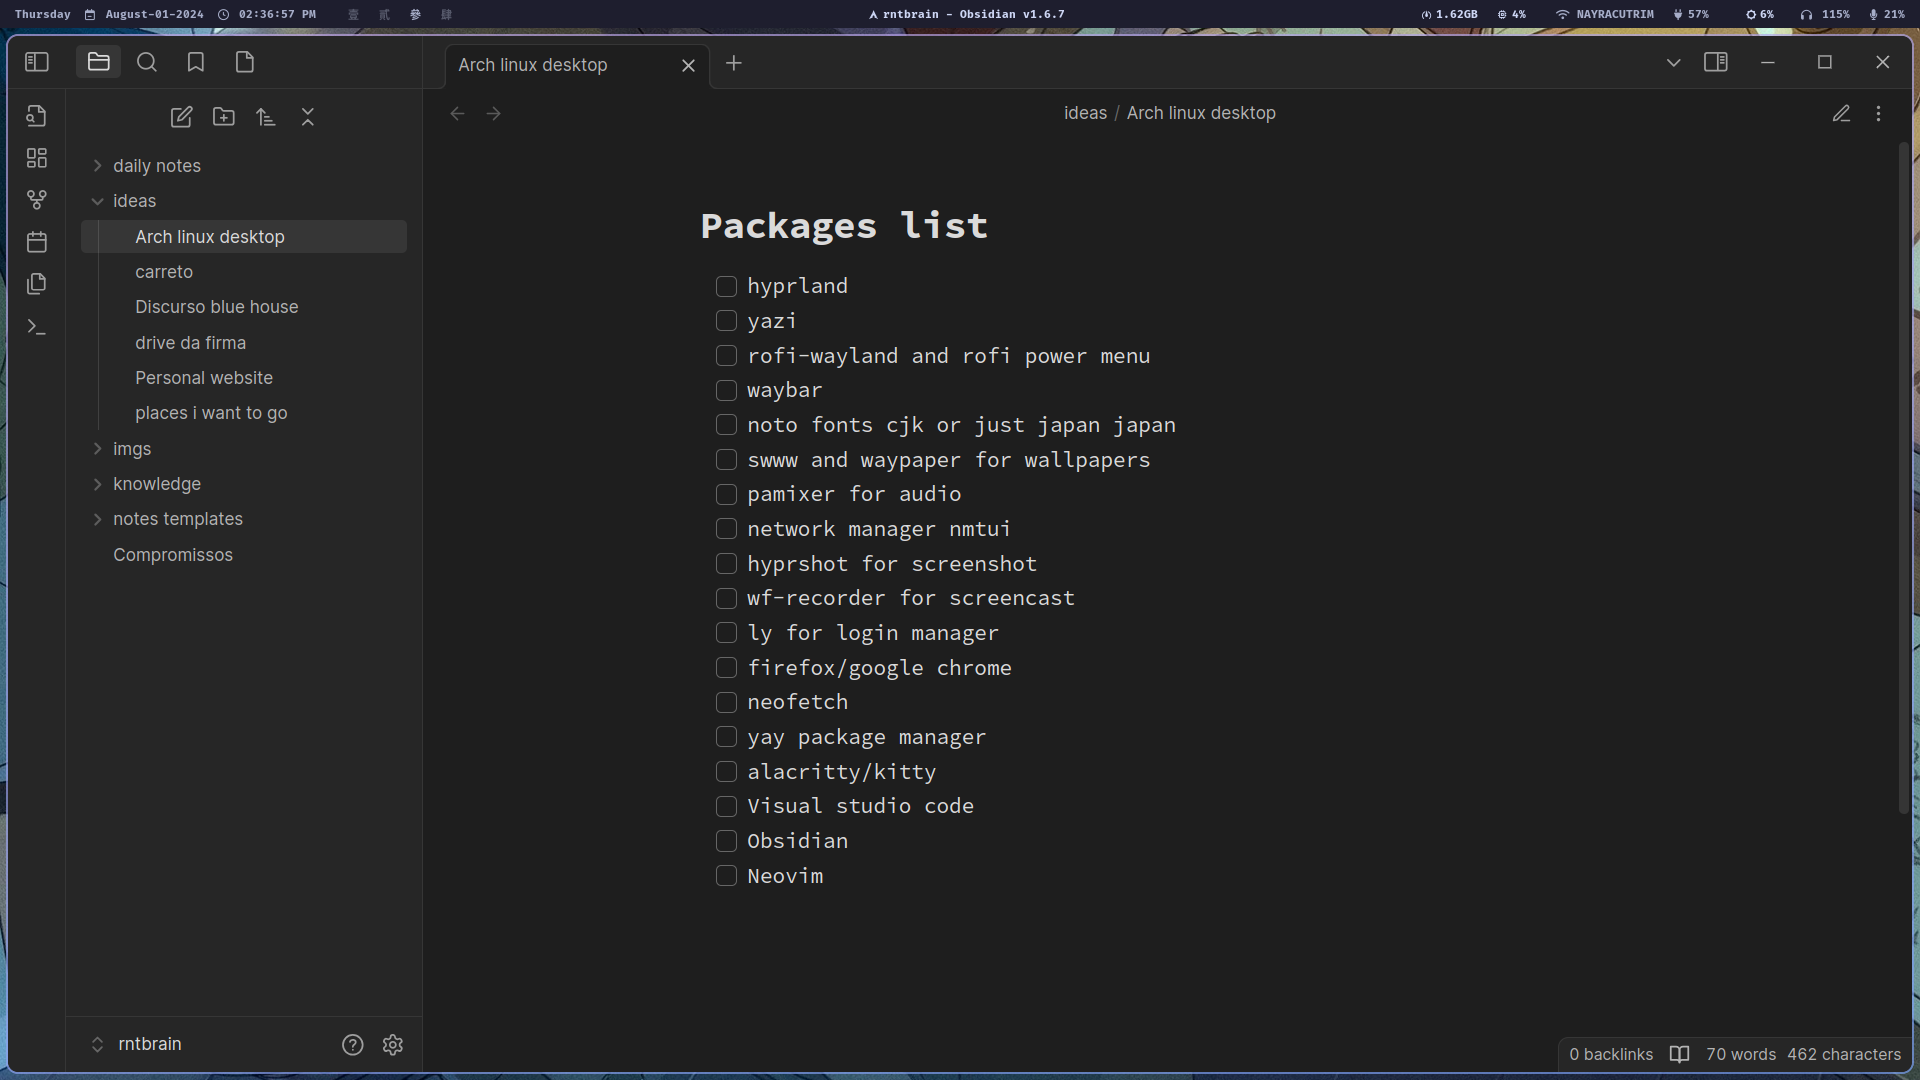 Thursday August-01-2024 02:36:57 PM 壹 貳 參 肆 rntbrain - Obsidian v1.6.7 1.62GB 4% NAYRACUTRIM 57% 6% 115% 21%
Arch linux desktop
ideas / Arch linux desktop
daily notes
ideas
Arch linux desktop
carreto
Discurso blue house
drive da firma
Personal website
places i want to go
imgs
knowledge
notes templates
Compromissos
rntbrain
Packages list
hyprland
yazi
rofi-wayland and rofi power menu
waybar
noto fonts cjk or just japan japan
swww and waypaper for wallpapers
pamixer for audio
network manager nmtui
hyprshot for screenshot
wf-recorder for screencast
ly for login manager
firefox/google chrome
neofetch
yay package manager
alacritty/kitty
Visual studio code
Obsidian
Neovim
0 backlinks 70 words 462 characters